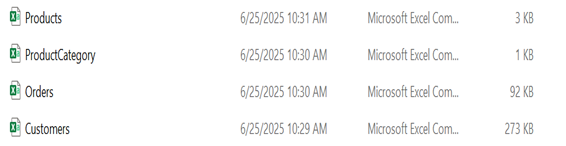 Products 6/25/2025 10:31 AM Microsoft Excel Com... 3 KB
ProductCategory 6/25/2025 10:30 AM Microsoft Excel Com... 1 KB
Orders 6/25/2025 10:30 AM Microsoft Excel Com... 92 KB
Customers 6/25/2025 10:29 AM Microsoft Excel Com... 273 KB